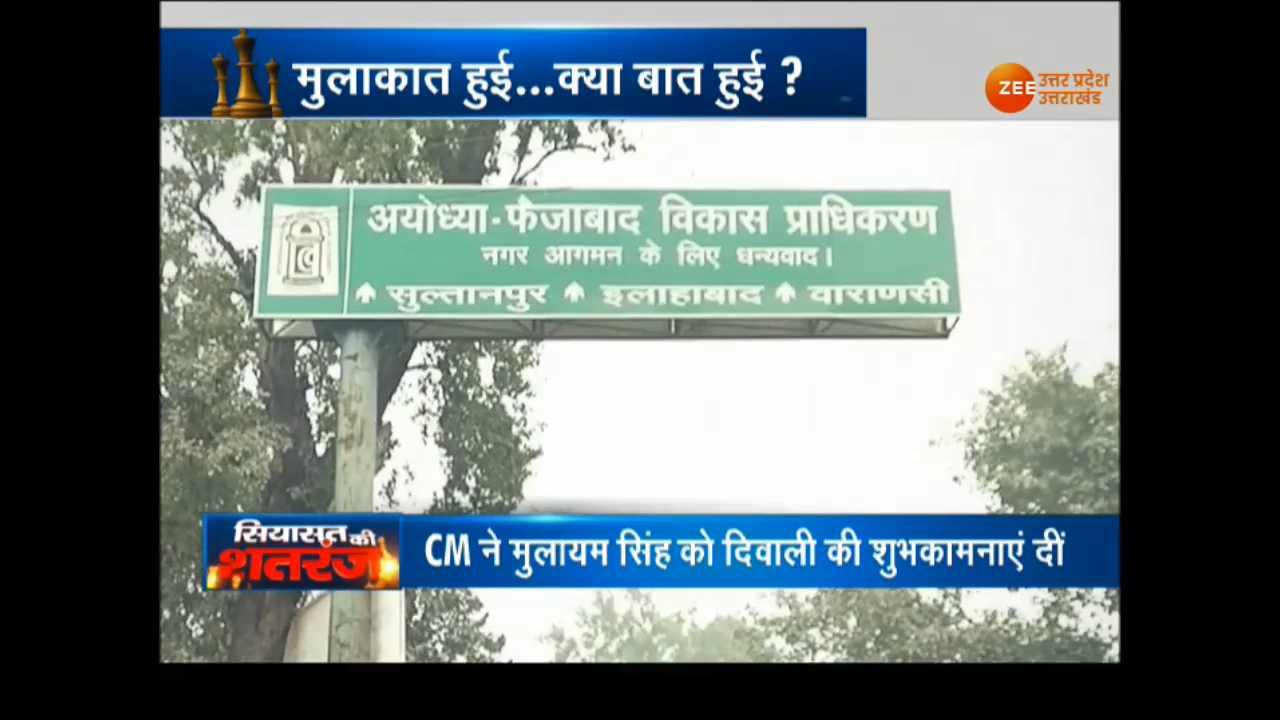 मुलाकात हुई...क्या बात हुई ?
ZEE उत्तर प्रदेश
उत्तराखंड
अयोध्या-फैजाबाद विकास प्राधिकरण
नगर आगमन के लिए धन्यवाद।
सुल्तानपुर इलाहाबाद वाराणसी
सियासत की
शतरंज
CM ने मुलायम सिंह को दिवाली की शुभकामनाएं दीं